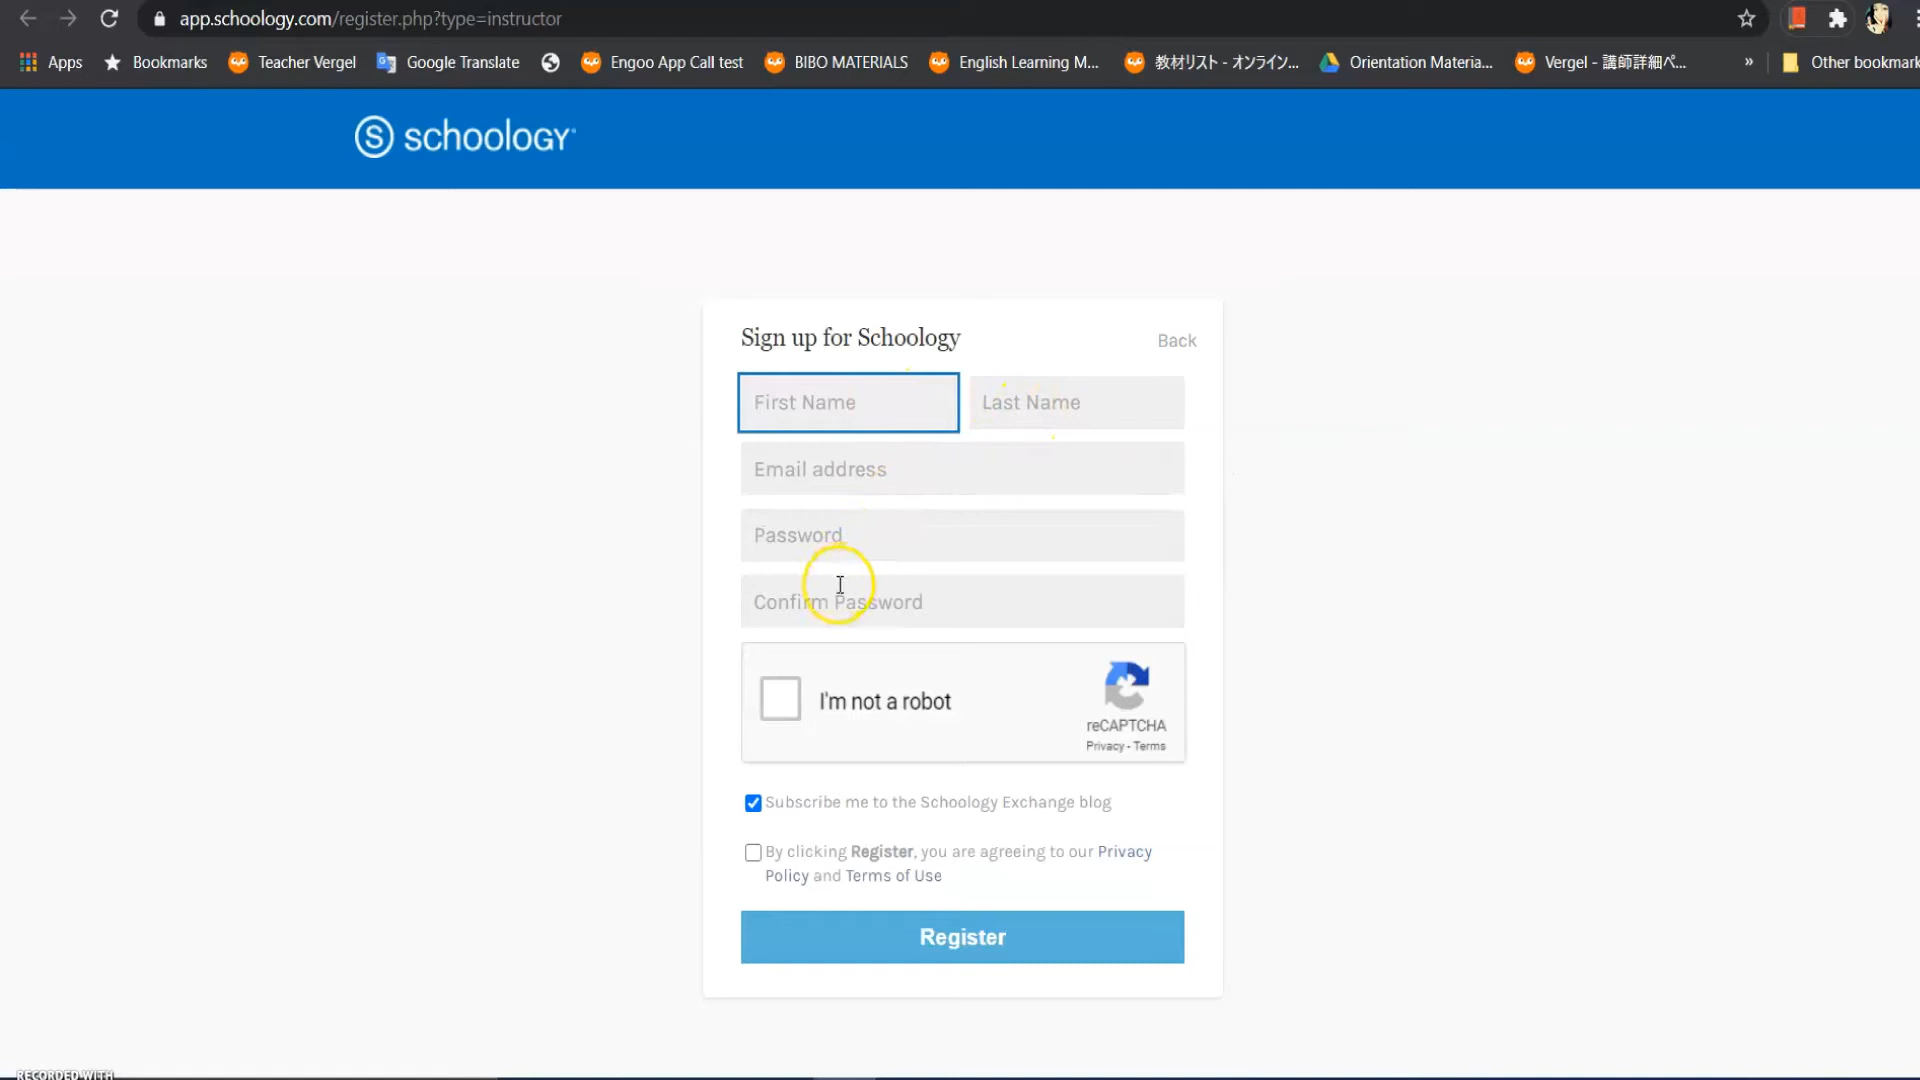 app.schoology.com/register.php?type=instructor
Apps Bookmarks Teacher Vergel Google Translate Engoo App Call test BIBO MATERIALS English Learning M... 教材リスト - オンライン... Orientation Materia... Vergel - 講師詳細ペ... » Other bookmark
S schoology
Sign up for Schoology Back
First Name Last Name
Email address
Password
Confirm Password
I'm not a robot
reCAPTCHA
Privacy - Terms
Subscribe me to the Schoology Exchange blog
By clicking Register, you are agreeing to our Privacy
Policy and Terms of Use
Register
RECORDED WITH